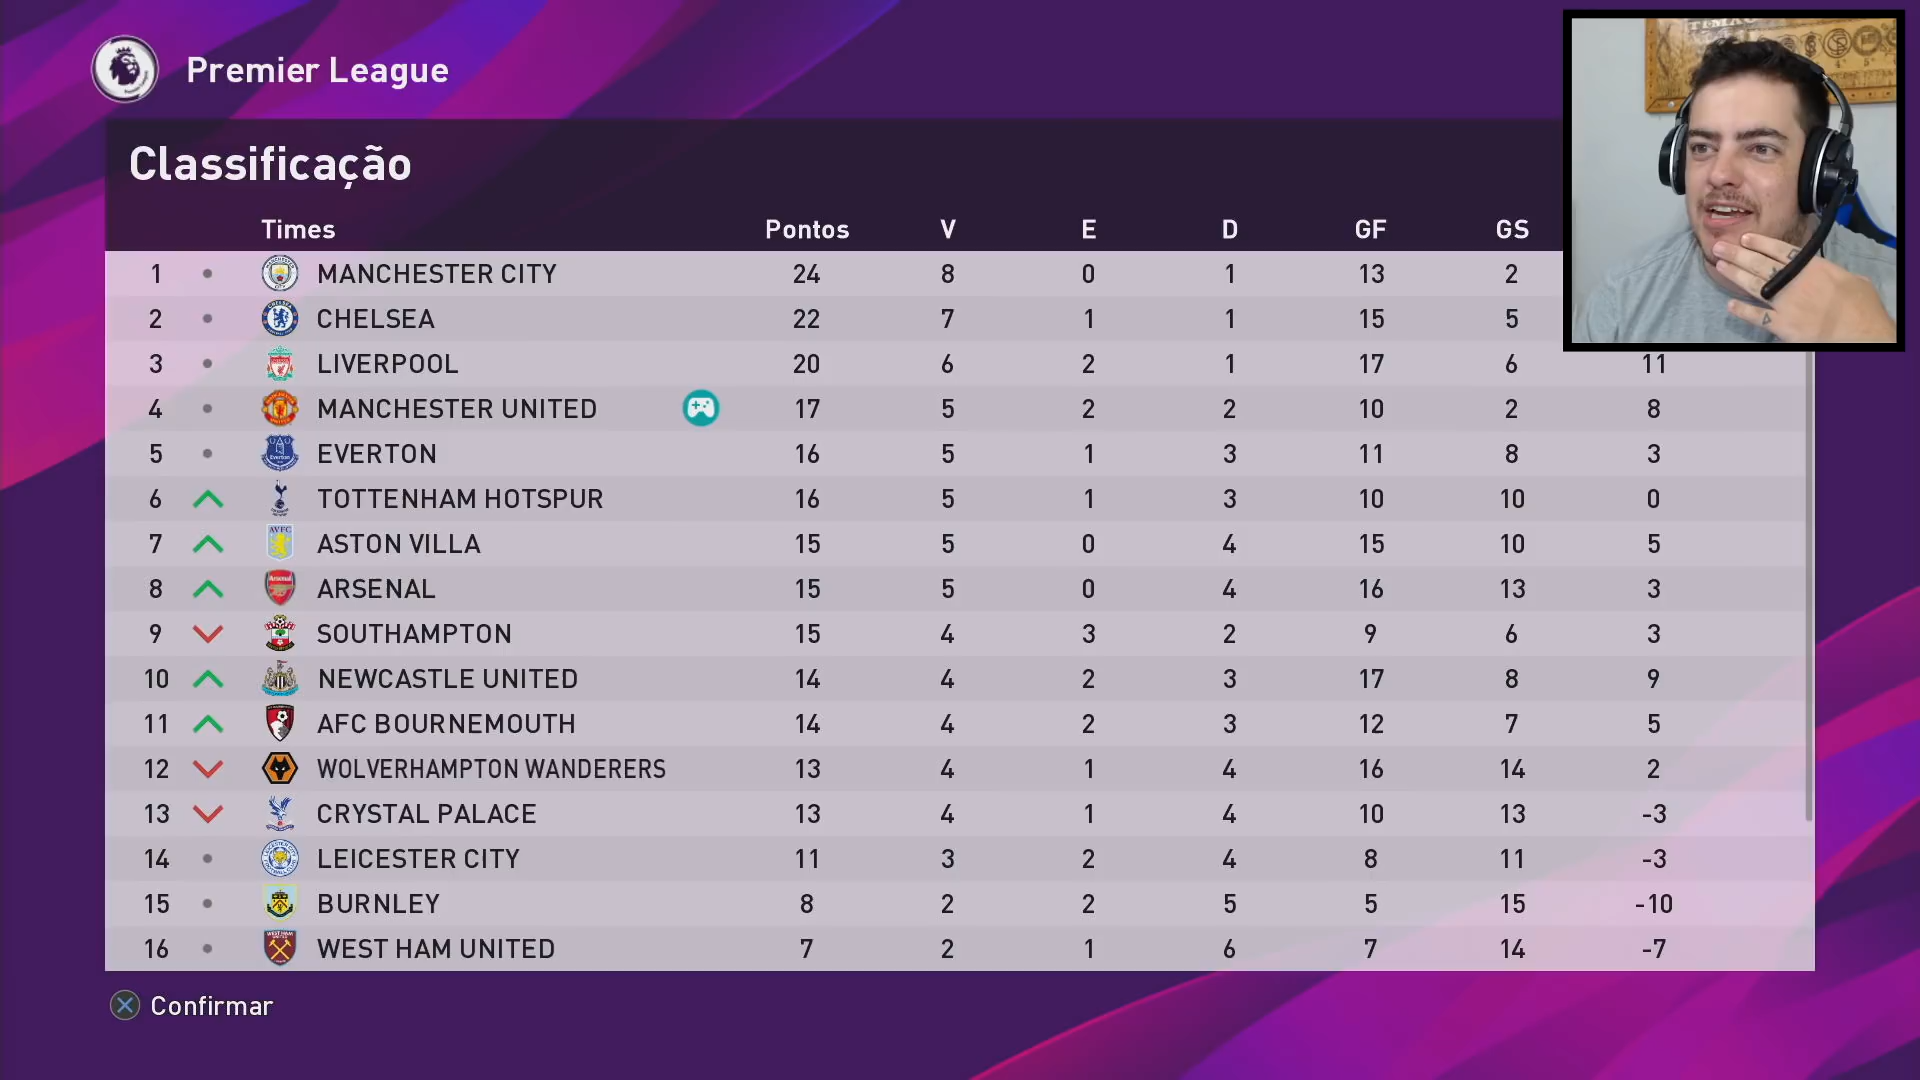 Premier League
Classificação
Times Pontos V E D GF GS
1 MANCHESTER CITY 24 8 0 1 13 2
2 CHELSEA 22 7 1 1 15 5
3 LIVERPOOL 20 6 2 1 17 6 11
4 MANCHESTER UNITED 17 5 2 2 10 2 8
5 EVERTON 16 5 1 3 11 8 3
6 TOTTENHAM HOTSPUR 16 5 1 3 10 10 0
7 ASTON VILLA 15 5 0 4 15 10 5
8 ARSENAL 15 5 0 4 16 13 3
9 SOUTHAMPTON 15 4 3 2 9 6 3
10 NEWCASTLE UNITED 14 4 2 3 17 8 9
11 AFC BOURNEMOUTH 14 4 2 3 12 7 5
12 WOLVERHAMPTON WANDERERS 13 4 1 4 16 14 2
13 CRYSTAL PALACE 13 4 1 4 10 13 -3
14 LEICESTER CITY 11 3 2 4 8 11 -3
15 BURNLEY 8 2 2 5 5 15 -10
16 WEST HAM UNITED 7 2 1 6 7 14 -7
Confirmar